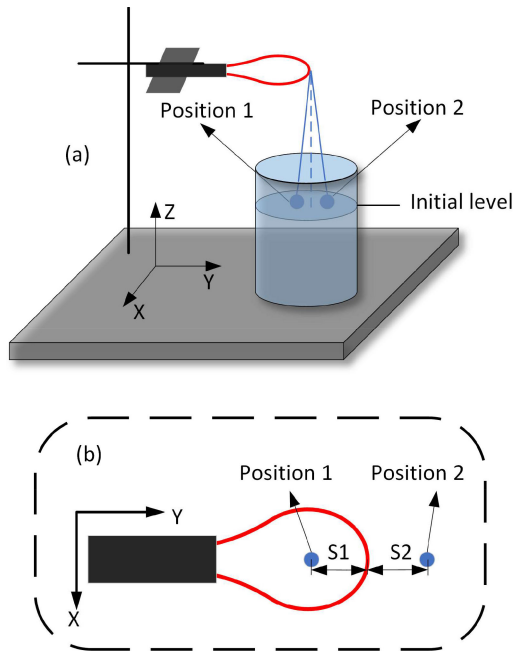 Position 1
Position 2
(a)
Initial level
Z
Y
X
(b)
Position 1
Position 2
Y
S1
S2
X